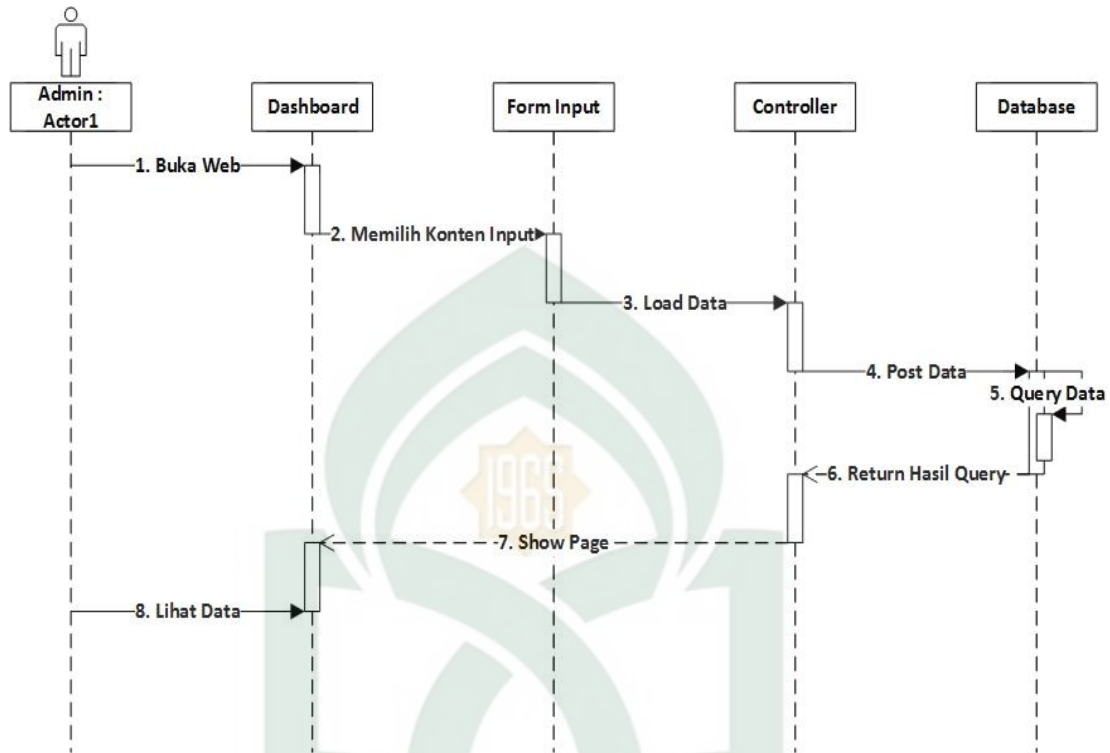 Admin :
Actor1
Dashboard
Form Input
Controller
Database
1. Buka Web
2. Memilih Konten Input
3. Load Data
4. Post Data
5. Query Data
6. Return Hasil Query
7. Show Page
8. Lihat Data
1965